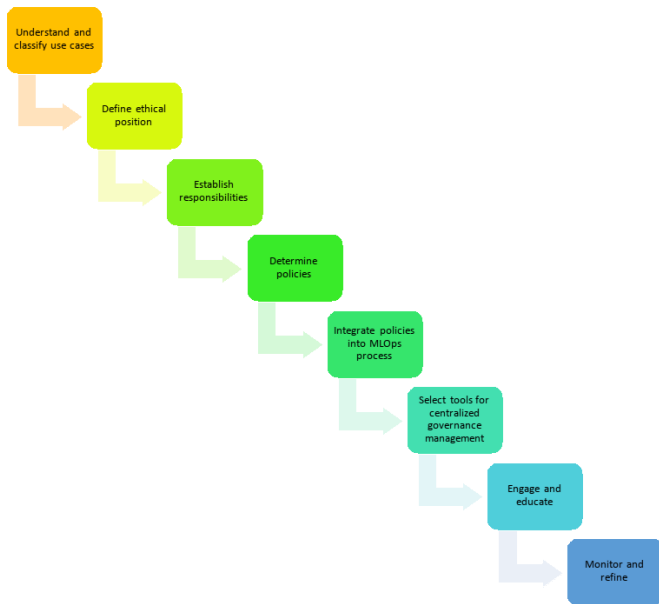 Understand and
classify use cases
Define ethical
position
Establish
responsibilities
Determine
policies
Integrate policies
into MLOps
process
Select tools for
centralized
governance
management
Engage and
educate
Monitor and
refine